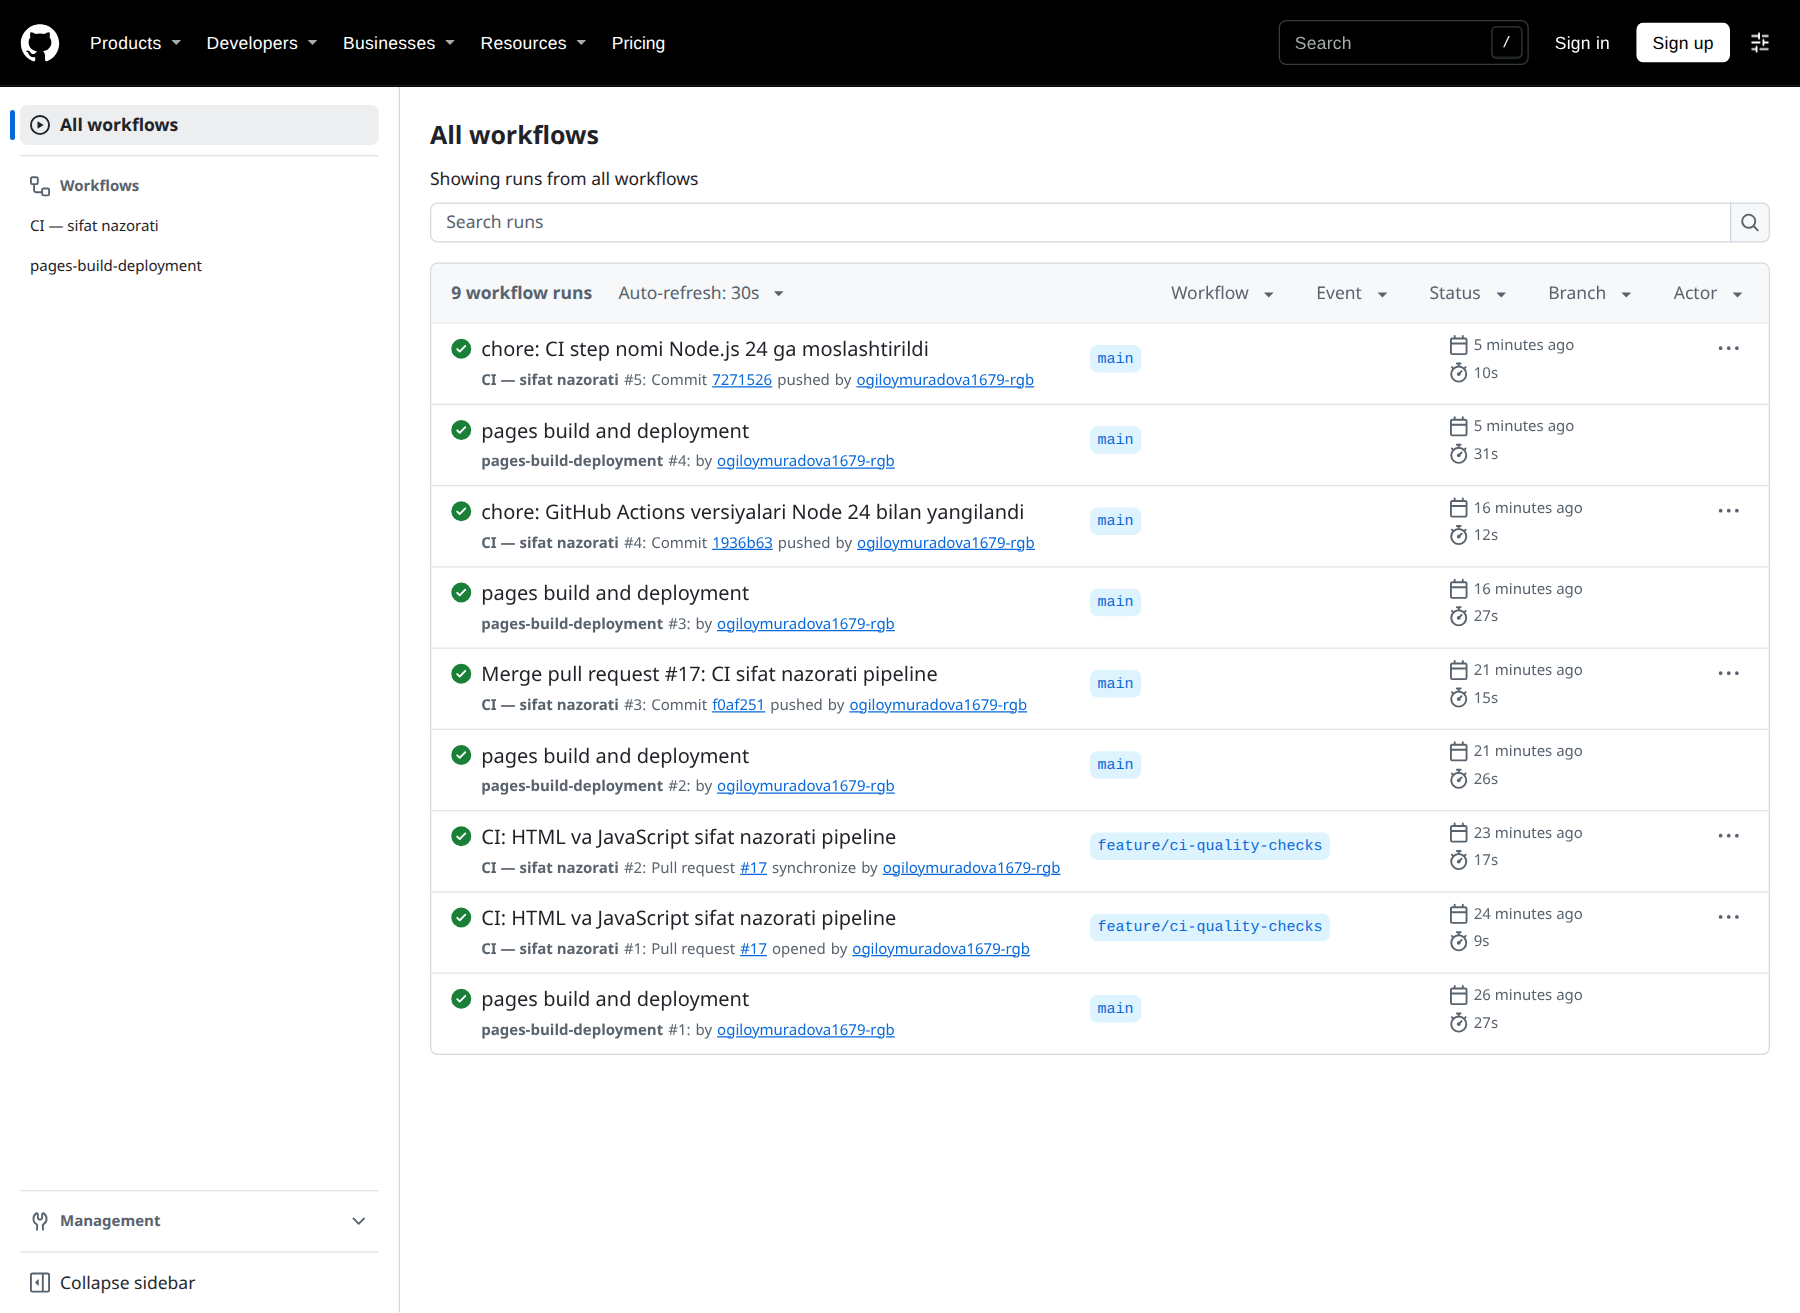 Products Developers Businesses Resources Pricing Search / Sign in Sign up
All workflows
Workflows
CI — sifat nazorati
pages-build-deployment
Management
Collapse sidebar
All workflows
Showing runs from all workflows
Search runs
9 workflow runs Auto-refresh: 30s Workflow Event Status Branch Actor
chore: CI step nomi Node.js 24 ga moslashtirildi
CI — sifat nazorati #5: Commit 7271526 pushed by ogiloymuradova1679-rgb
main
5 minutes ago
10s
pages build and deployment
pages-build-deployment #4: by ogiloymuradova1679-rgb
main
5 minutes ago
31s
chore: GitHub Actions versiyalari Node 24 bilan yangilandi
CI — sifat nazorati #4: Commit 1936b63 pushed by ogiloymuradova1679-rgb
main
16 minutes ago
12s
pages build and deployment
pages-build-deployment #3: by ogiloymuradova1679-rgb
main
16 minutes ago
27s
Merge pull request #17: CI sifat nazorati pipeline
CI — sifat nazorati #3: Commit f0af251 pushed by ogiloymuradova1679-rgb
main
21 minutes ago
15s
pages build and deployment
pages-build-deployment #2: by ogiloymuradova1679-rgb
main
21 minutes ago
26s
CI: HTML va JavaScript sifat nazorati pipeline
CI — sifat nazorati #2: Pull request #17 synchronize by ogiloymuradova1679-rgb
feature/ci-quality-checks
23 minutes ago
17s
CI: HTML va JavaScript sifat nazorati pipeline
CI — sifat nazorati #1: Pull request #17 opened by ogiloymuradova1679-rgb
feature/ci-quality-checks
24 minutes ago
9s
pages build and deployment
pages-build-deployment #1: by ogiloymuradova1679-rgb
main
26 minutes ago
27s